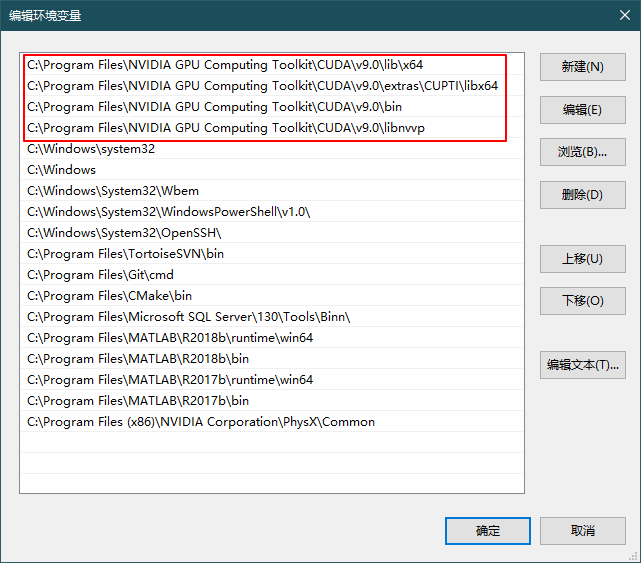 编辑环境变量
C:\Program Files\NVIDIA GPU Computing Toolkit\CUDA\v9.0\lib\x64
C:\Program Files\NVIDIA GPU Computing Toolkit\CUDA\v9.0\extras\CUPTI\libx64
C:\Program Files\NVIDIA GPU Computing Toolkit\CUDA\v9.0\bin
C:\Program Files\NVIDIA GPU Computing Toolkit\CUDA\v9.0\libnvvp
C:\Windows\system32
C:\Windows
C:\Windows\System32\Wbem
C:\Windows\System32\WindowsPowerShell\v1.0\
C:\Windows\System32\OpenSSH\
C:\Program Files\TortoiseSVN\bin
C:\Program Files\Git\cmd
C:\Program Files\CMake\bin
C:\Program Files\Microsoft SQL Server\130\Tools\Binn\
C:\Program Files\MATLAB\R2018b\runtime\win64
C:\Program Files\MATLAB\R2018b\bin
C:\Program Files\MATLAB\R2017b\runtime\win64
C:\Program Files\MATLAB\R2017b\bin
C:\Program Files (x86)\NVIDIA Corporation\PhysX\Common
新建(N)
编辑(E)
浏览(B)...
删除(D)
上移(U)
下移(O)
编辑文本(T)...
确定
取消